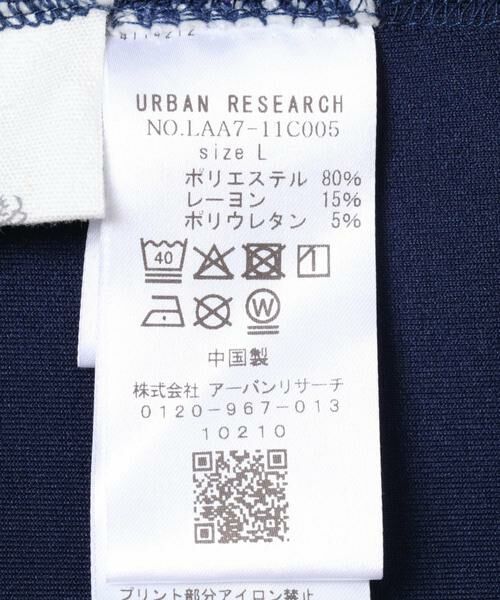 4114212
URBAN RESEARCH
NO.LAA7-11C005
size L
ポリエステル 80%
レーヨン 15%
ポリウレタン 5%
40
W
中国製
株式会社 アーバンリサーチ
0120-967-013
10210
プリント部分アイロン禁止